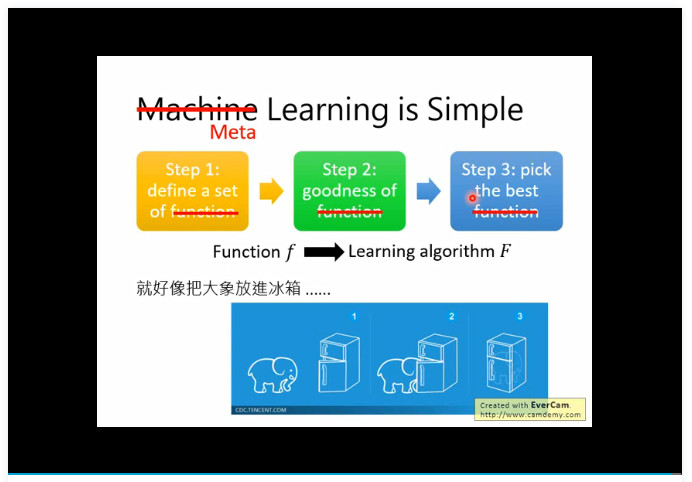 Machine Learning is Simple
Meta
Step 1:
define a set
of function
Step 2:
goodness of
function
Step 3: pick
the best
function
Function f Learning algorithm F
就好像把大象放進冰箱 ......
1
2
3
CDC.TENCENT.COM
Created with EverCam.
http://www.camdemy.com